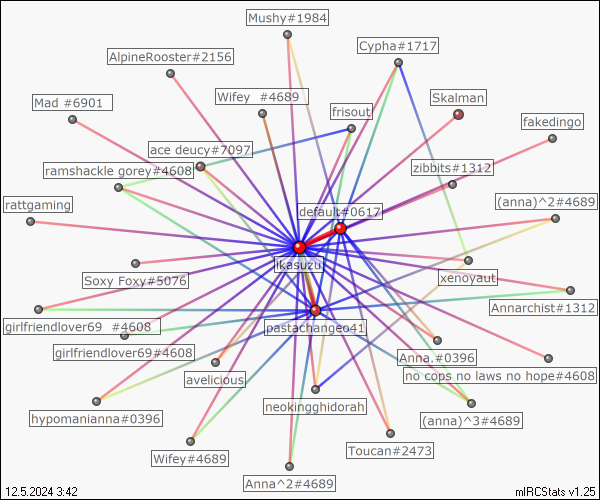 Mushy#1984
Cypha#1717
AlpineRooster#2156
Wifey  #4689
Skalman
Mad #6901
frisout
fakedingo
ace deucy#7097
ramshackle gorey#4608
zibbits#1312
(anna)^2#4689
rattgaming
default#0617
ikasuzu
Soxy Foxy#5076
xenoyaut
Annarchist#1312
girlfriendlover69  #4608
pastachangeo41
girlfriendlover69#4608
Anna.#0396
no cops no laws no hope#4608
avelicious
neokingghidorah
hypomanianna#0396
(anna)^3#4689
Toucan#2473
Wifey#4689
Anna^2#4689
12.5.2024 3:42
mIRCStats v1.25